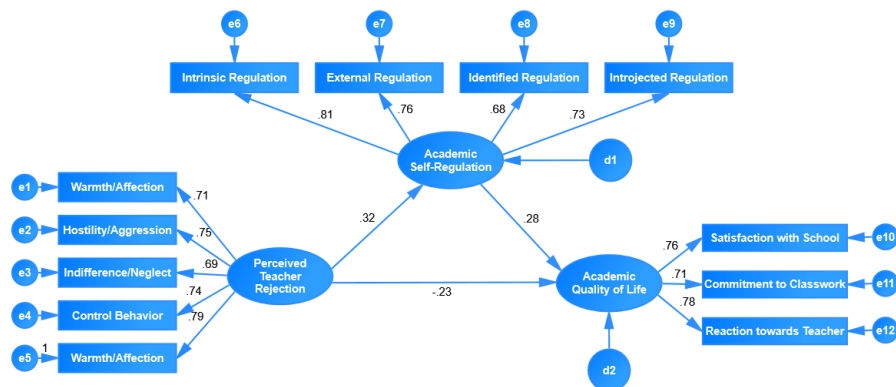 e6
e7
e8
e9
Intrinsic Regulation
External Regulation
Identified Regulation
Introjected Regulation
.81
.76
.68
.73
Academic
Self-Regulation
d1
e1
Warmth/Affection
.71
e2
Hostility/Aggression
.75
.32
.28
e3
Indifference/Neglect
.69
Perceived
Teacher
Rejection
-.23
Academic
Quality of Life
.76
Satisfaction with School
e10
.71
Commitment to Classwork
e11
.78
Reaction towards Teacher
e12
e4
Control Behavior
.74
e5
1
Warmth/Affection
.79
d2